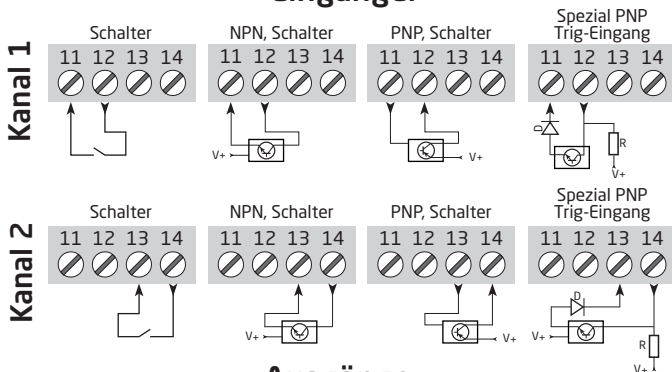 Eingänge:
Kanal 1
Schalter
11 12 13 14
NPN, Schalter
11 12 13 14
V+
PNP, Schalter
11 12 13 14
V+
Spezial PNP
Trig-Eingang
11 12 13 14
D
R
V+
Kanal 2
Schalter
11 12 13 14
NPN, Schalter
11 12 13 14
V+
PNP, Schalter
11 12 13 14
V+
Spezial PNP
Trig-Eingang
11 12 13 14
D
V+
R
V+